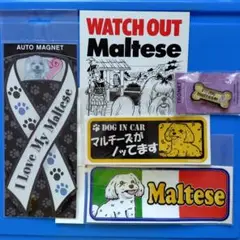 AUTO MAGNET
I Love My Maltese
WATCH OUT
Maltese
DOG IN CAR
マルチーズが
ノッてます
Maltese